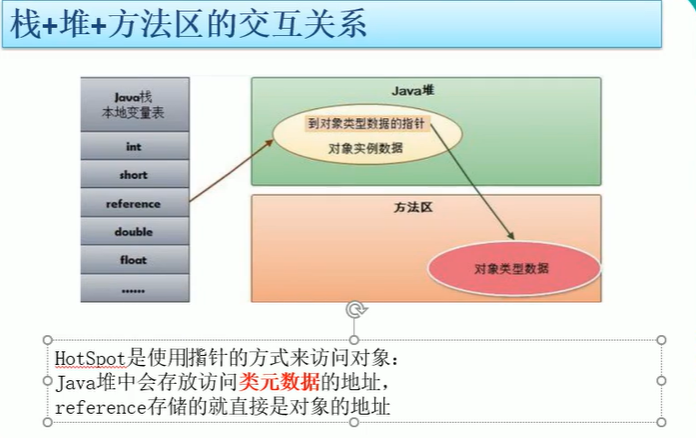 栈+堆+方法区的交互关系
Java栈
本地变量表
int
short
reference
double
float
......
Java堆
到对象类型数据的指针
对象实例数据
方法区
对象类型数据
HotSpot是使用指针的方式来访问对象：
Java堆中会存放访问类元数据的地址，
reference存储的就直接是对象的地址